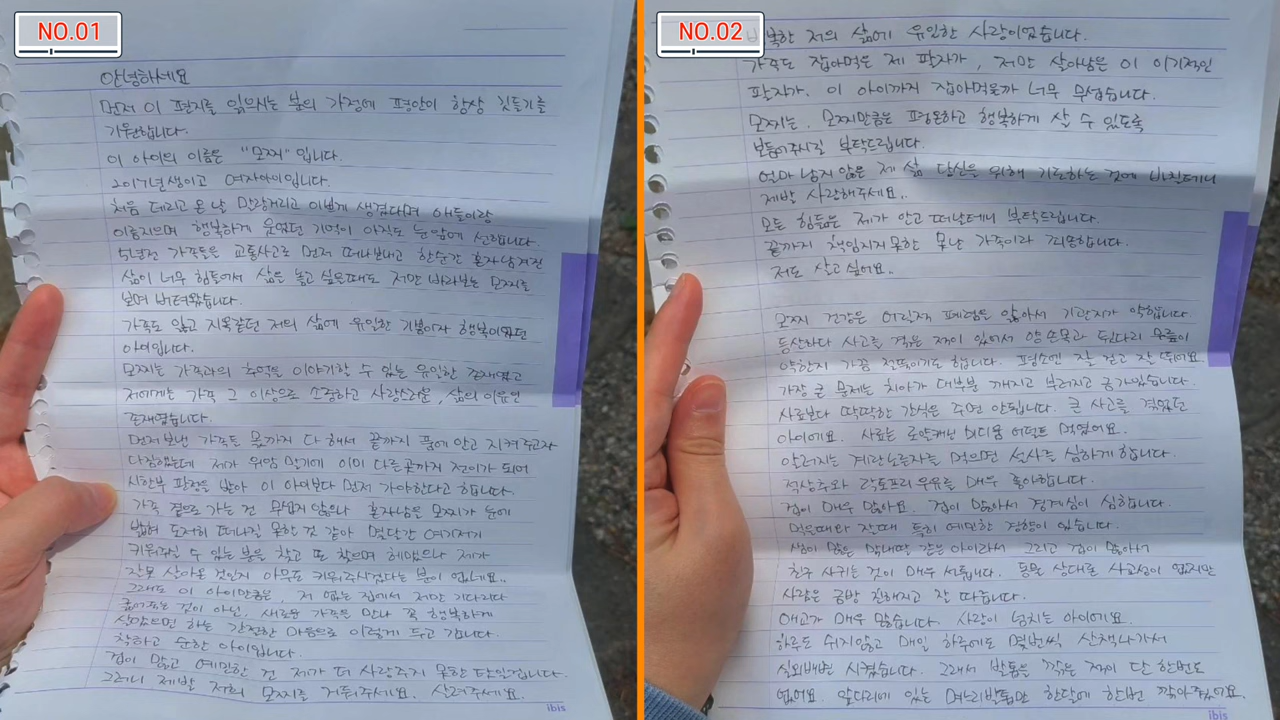 NO.01
안녕하세요
먼저 이 편지를 읽으시는 분의 가정에 평안이 항상 깃들기를
기원합니다.
이 아이의 이름은 "모찌"입니다.
2017년생이고 여자아이입니다.
처음 데리고 온 날 말랑거리고 이쁘게 생겼다며 애들이랑
이름지으며 행복하게 웃였던 기억이 아직도 눈앞에 선합니다.
5년전 가족들을 교통사고로 먼저 떠나보내고 한순간 혼자남겨진
삶이 너무 힘들어서 삶을 놓고 싶은때도 저만 바라보는 모찌를
보며 버텨왔습니다.
가족도 잃고 지옥같던 저의 삶에 유일한 기쁨이자 행복이였던
아이입니다.
모찌는 가족과의 추억을 이야기할 수 있는 유일한 존재였고
저에게는 가족 그 이상으로 소중하고 사랑스러운, 삶의 이유인
존재였습니다.
먼저보낸 가족들 몫까지 다 해서 끝까지 품에 안고 지켜주고자
다짐했는데 제가 위암 말기에 이미 다른곳까지 전이가 되어
시한부 판정을 받아 이 아이보다 먼저 가야한다고 합니다.
가족 곁으로 가는 건 무섭지 않으나 혼자남을 모찌가 눈에
밟혀 도저히 떠나질 못한 것 같아 몇달간 여기저기
키워주실 수 있는 분을 찾고 또 찾으며 헤맸으나 제가
잘못 살아온 것인지 아무도 키워주시겠다는 분이 없네요..
그래도 이 아이만큼은, 저 없는 집에서 저만 기다리다
굶어죽는 것이 아닌, 새로운 가족을 만나 꼭 행복하게
살았으면 하는 간절한 마음으로 이렇게 두고 갑니다.
착하고 순한 아이입니다.
겁이 많고 예민한 건 제가 더 사랑주지 못한 탓일겁니다.
그러니 제발 저희 모찌를 거둬주세요. 살려주세요.
ibis
NO.02
복한 저의 삶에 유일한 사랑이였습니다.
가족도 잡아먹은 제 팔자가, 저만 살아남은 이 이기적인
팔자가. 이 아이까지 잡아먹을까 너무 무섭습니다.
모찌는, 모찌만큼은 평온하고 행복하게 살 수 있도록
보듬어주시길 부탁드립니다.
얼마 남지 않은 제 삶 당신을 위해 기도하는 것에 바칠테니
제발 사랑해주세요..
모든 힘듦은 제가 안고 떠날테니 부탁드립니다.
끝까지 책임지지못한 못난 가족이라 죄송합니다.
저도 살고 싶어요..
모찌 건강은 어릴적 폐렴을 앓아서 기관지가 약합니다
등산하다 사고를 겪은 적이 있어서 양 손목과 뒷다리 무릎이
약한지 가끔 절뚝이기도 합니다. 평소엔 잘 걷고 잘 뛰어요
가장 큰 문제는 치아가 대부분 깨지고 부러지고 금가있습니다.
사료보다 딱딱한 간식은 주면 안됩니다. 큰 사고를 겪었던
아이에요. 사료는 로얄캐닌 미디움 어덜트 먹였어요.
알러지는 계란노른자를 먹으면 설사를 심하게 합니다.
적상추와 락토프리 우유를 매우 좋아합니다.
겁이 매우 많아요. 겁이 많아서 경계심이 심합니다.
먹을때와 잘때 특히 예민한 경향이 있습니다.
샘이 많은 막내딸 같은 아이라서 그리고 겁이 많아서
친구 사귀는 것이 매우 서툽니다. 동물 상대로 사교성이 없지만
사람은 금방 친해지고 잘 따릅니다.
애교가 매우 많습니다. 사랑이 넘치는 아이에요.
하루도 쉬지않고 매일 하루에도 몇번씩 산책나가서
실외배변 시켰습니다. 그래서 발톱을 깎은 적이 단 한번도
없어요. 앞다리에 있는 며느리발톱만 한달에 한번 깎아주었어요.
ibis